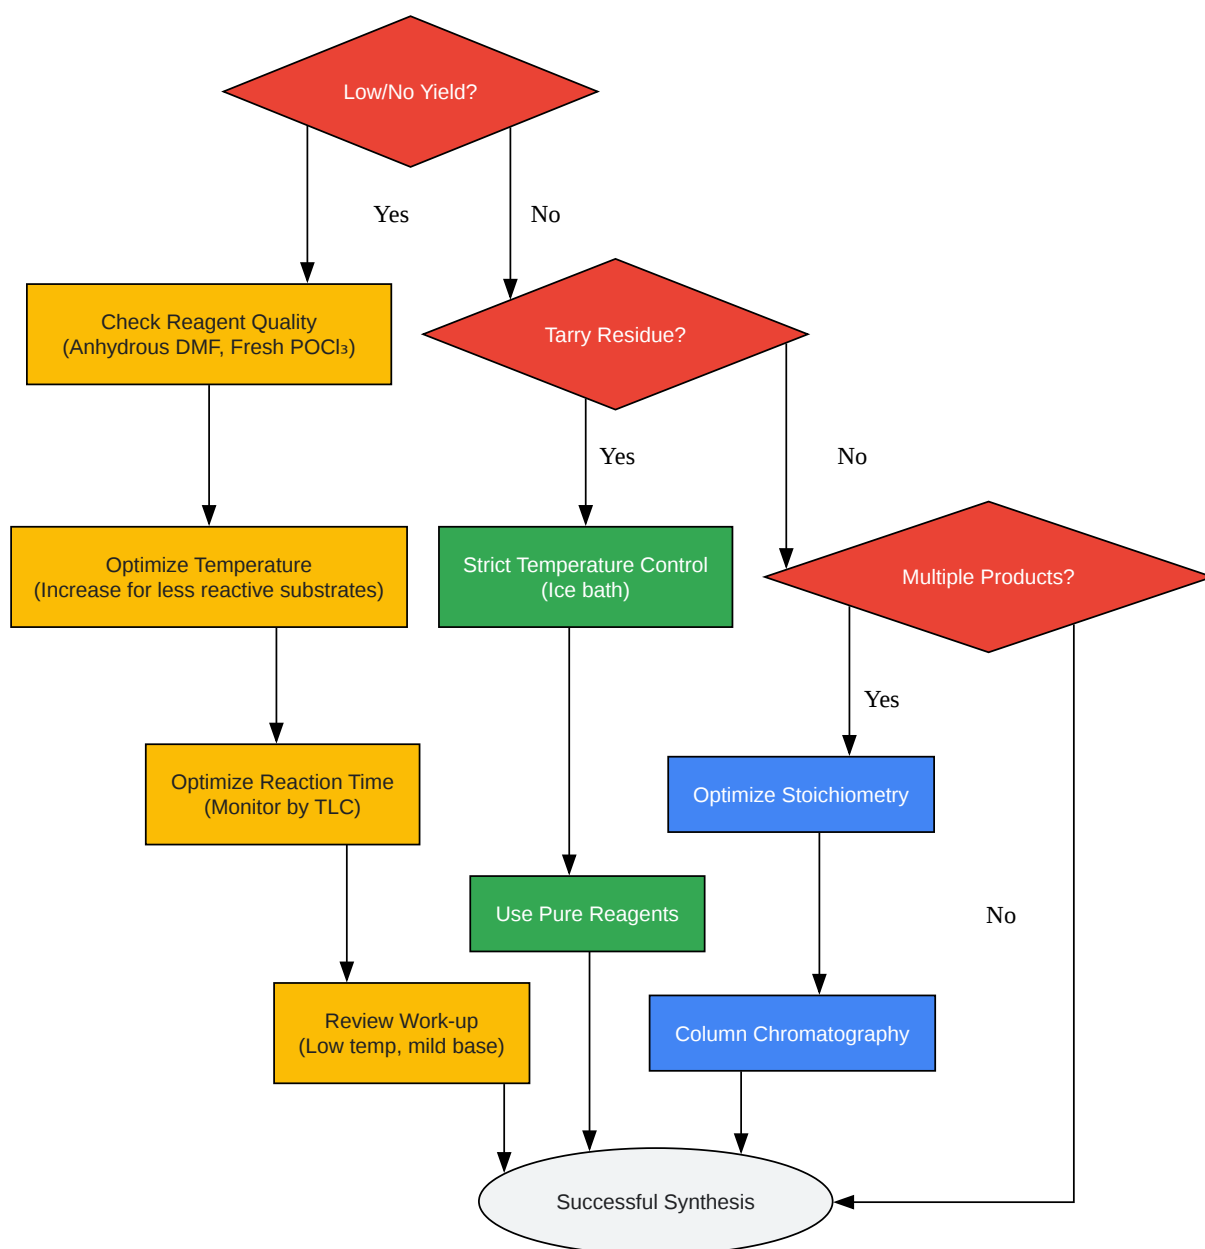 Low/No Yield?
Yes
No
Check Reagent Quality
(Anhydrous DMF, Fresh POCl₃)
Tarry Residue?
Yes
No
Optimize Temperature
(Increase for less reactive substrates)
Strict Temperature Control
(Ice bath)
Multiple Products?
Yes
Optimize Reaction Time
(Monitor by TLC)
Optimize Stoichiometry
Use Pure Reagents
No
Review Work-up
(Low temp, mild base)
Column Chromatography
Successful Synthesis